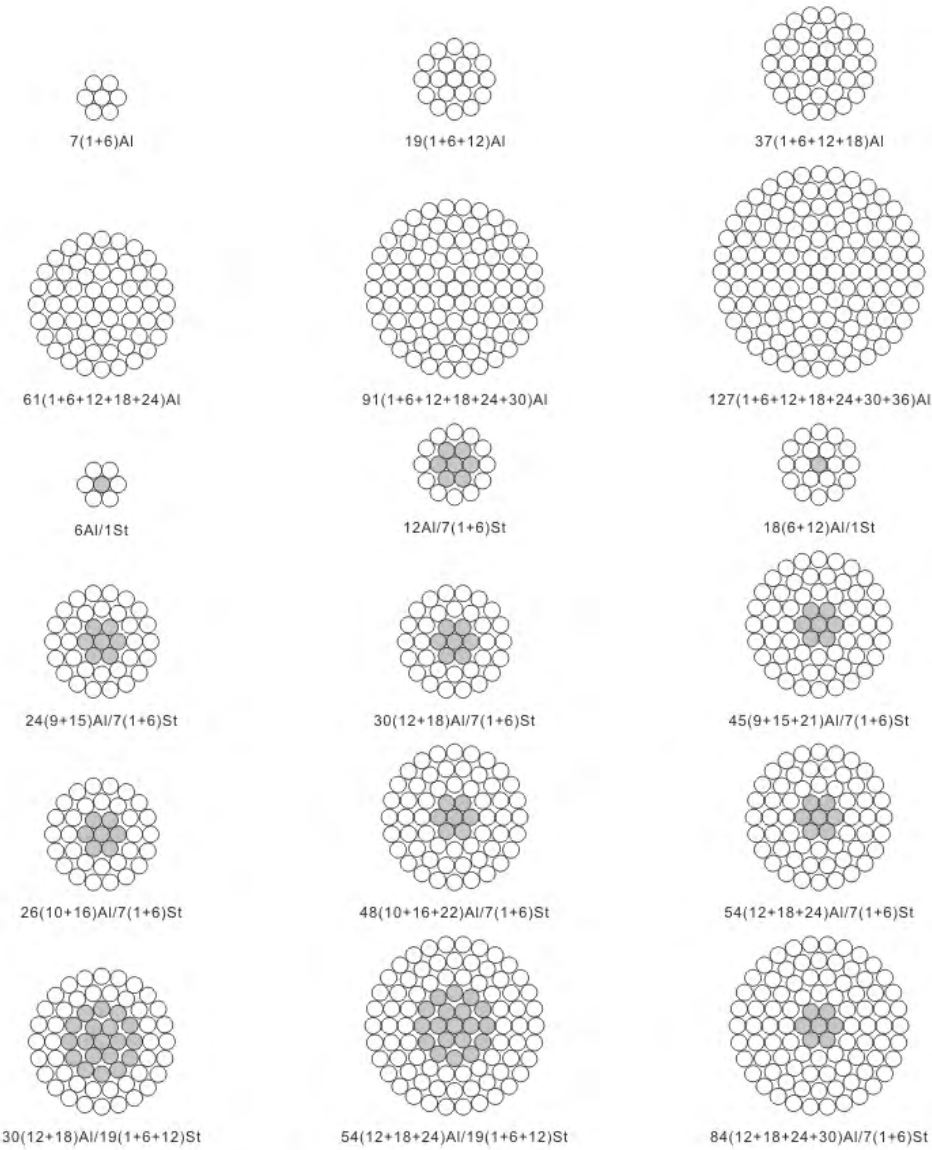 7(1+6)Al
19(1+6+12)Al
37(1+6+12+18)Al
61(1+6+12+18+24)Al
91(1+6+12+18+24+30)Al
127(1+6+12+18+24+30+36)Al
6Al/1St
12Al/7(1+6)St
18(6+12)Al/1St
24(9+15)Al/7(1+6)St
30(12+18)Al/7(1+6)St
45(9+15+21)Al/7(1+6)St
26(10+16)Al/7(1+6)St
48(10+16+22)Al/7(1+6)St
54(12+18+24)Al/7(1+6)St
30(12+18)Al/19(1+6+12)St
54(12+18+24)Al/19(1+6+12)St
84(12+18+24+30)Al/7(1+6)St